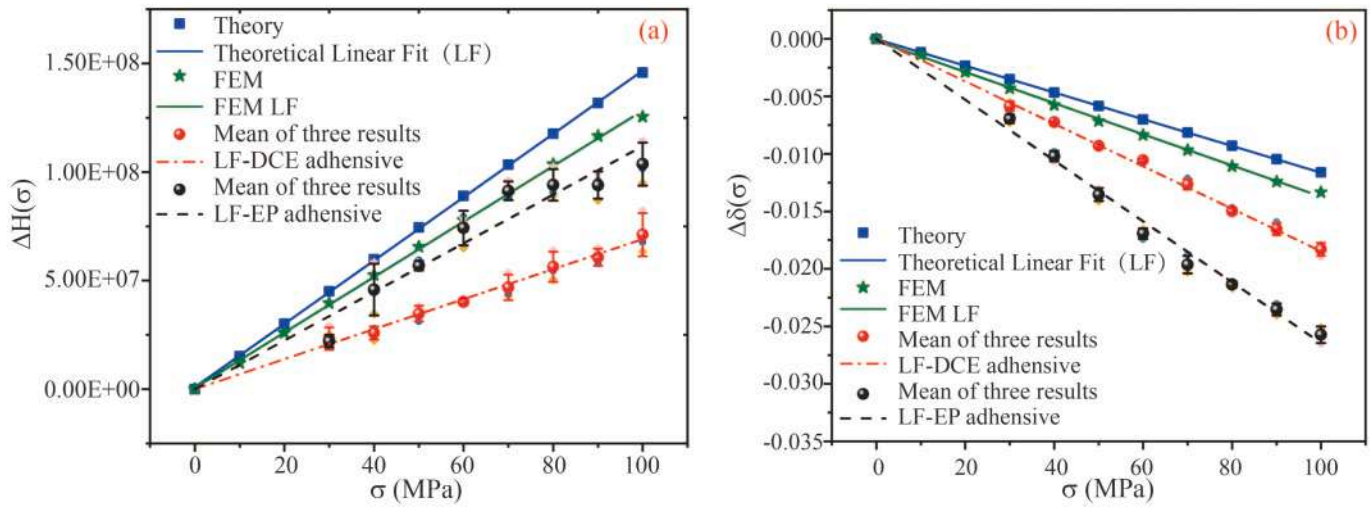 (a)
Theory
Theoretical Linear Fit (LF)
FEM
FEM LF
Mean of three results
LF-DCE adhensive
Mean of three results
LF-EP adhensive
1.50E+08
1.00E+08
5.00E+07
0.00E+00
ΔH(σ)
0 20 40 60 80 100
σ (MPa)
(b)
0.000
-0.005
-0.010
-0.015
-0.020
-0.025
-0.030
-0.035
Δδ(σ)
Theory
Theoretical Linear Fit (LF)
FEM
FEM LF
Mean of three results
LF-DCE adhensive
Mean of three results
LF-EP adhensive
0 20 40 60 80 100
σ (MPa)